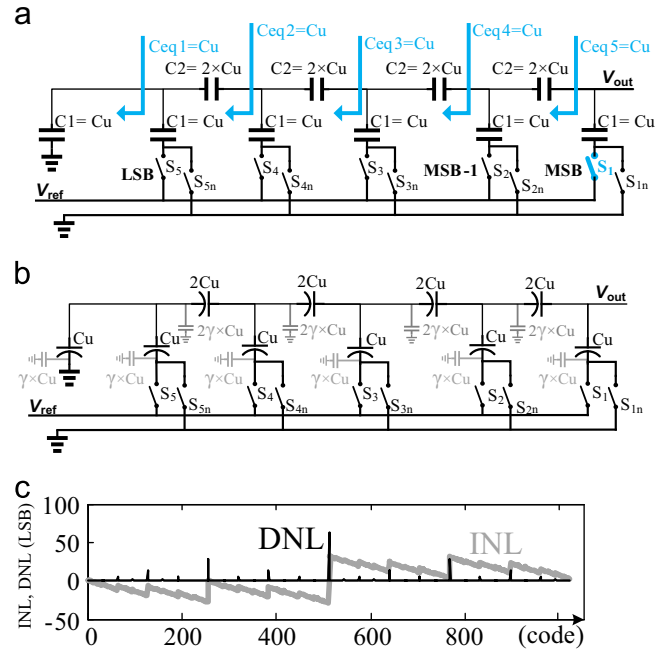 a
Ceq1=Cu Ceq2=Cu Ceq3=Cu Ceq4=Cu Ceq5=Cu
C2= 2×Cu C2= 2×Cu C2= 2×Cu C2= 2×Cu
Vout
C1= Cu C1= Cu C1= Cu C1= Cu C1= Cu C1= Cu
LSB S5 S5n S4 S4n S3 S3n MSB-1 S2 S2n MSB S1 S1n
Vref
b
2Cu 2Cu 2Cu 2Cu
Vout
2γ×Cu 2γ×Cu 2γ×Cu 2γ×Cu
Cu Cu Cu Cu Cu Cu
γ×Cu γ×Cu γ×Cu γ×Cu γ×Cu γ×Cu
S5 S5n S4 S4n S3 S3n S2 S2n S1 S1n
Vref
c
INL, DNL (LSB)
100
50
0
-50
DNL INL
0 200 400 600 800 (code)